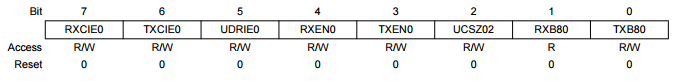 Bit 7 6 5 4 3 2 1 0
RXCIE0 TXCIE0 UDRIE0 RXEN0 TXEN0 UCSZ02 RXB80 TXB80
Access R/W R/W R/W R/W R/W R/W R R/W
Reset 0 0 0 0 0 0 0 0